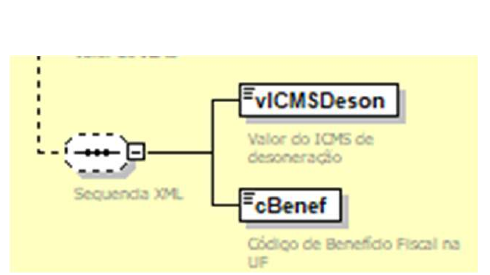 vICMSDeson
Valor do ICMS de
desoneração
Sequencia XML
cBenef
Código de Benefício Fiscal na
UF